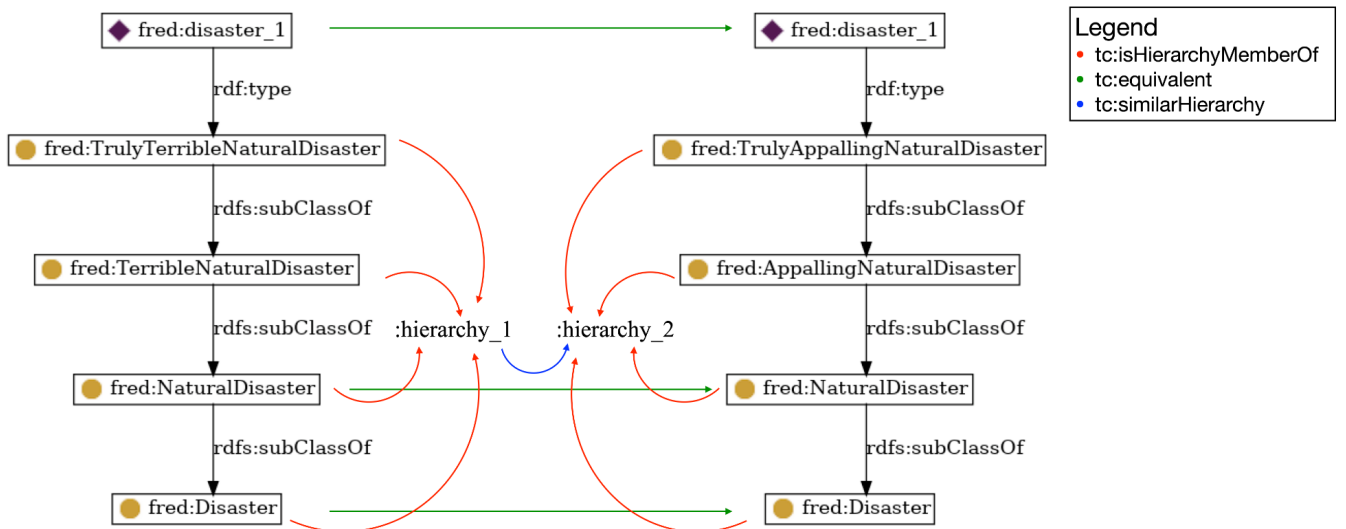 fred:disaster_1
fred:disaster_1
Legend
tc:isHierarchyMemberOf
tc:equivalent
tc:similarHierarchy
rdf:type
rdf:type
fred:TrulyTerribleNaturalDisaster
fred:TrulyAppallingNaturalDisaster
rdfs:subClassOf
rdfs:subClassOf
fred:TerribleNaturalDisaster
fred:AppallingNaturalDisaster
rdfs:subClassOf
:hierarchy_1
:hierarchy_2
rdfs:subClassOf
fred:NaturalDisaster
fred:NaturalDisaster
rdfs:subClassOf
rdfs:subClassOf
fred:Disaster
fred:Disaster